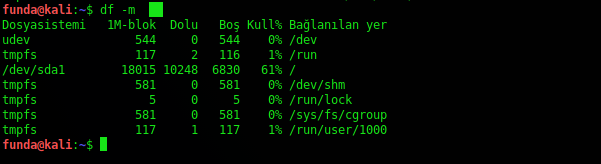 funda@kali:~$ df -m
Dosyasistemi   1M-blok  Dolu   Boş Kull% Bağlanılan yer
udev               544     0   544    0% /dev
tmpfs              117     2   116    1% /run
/dev/sda1        18015 10248  6830   61% /
tmpfs              581     0   581    0% /dev/shm
tmpfs                5     0     5    0% /run/lock
tmpfs              581     0   581    0% /sys/fs/cgroup
tmpfs              117     1   117    1% /run/user/1000
funda@kali:~$